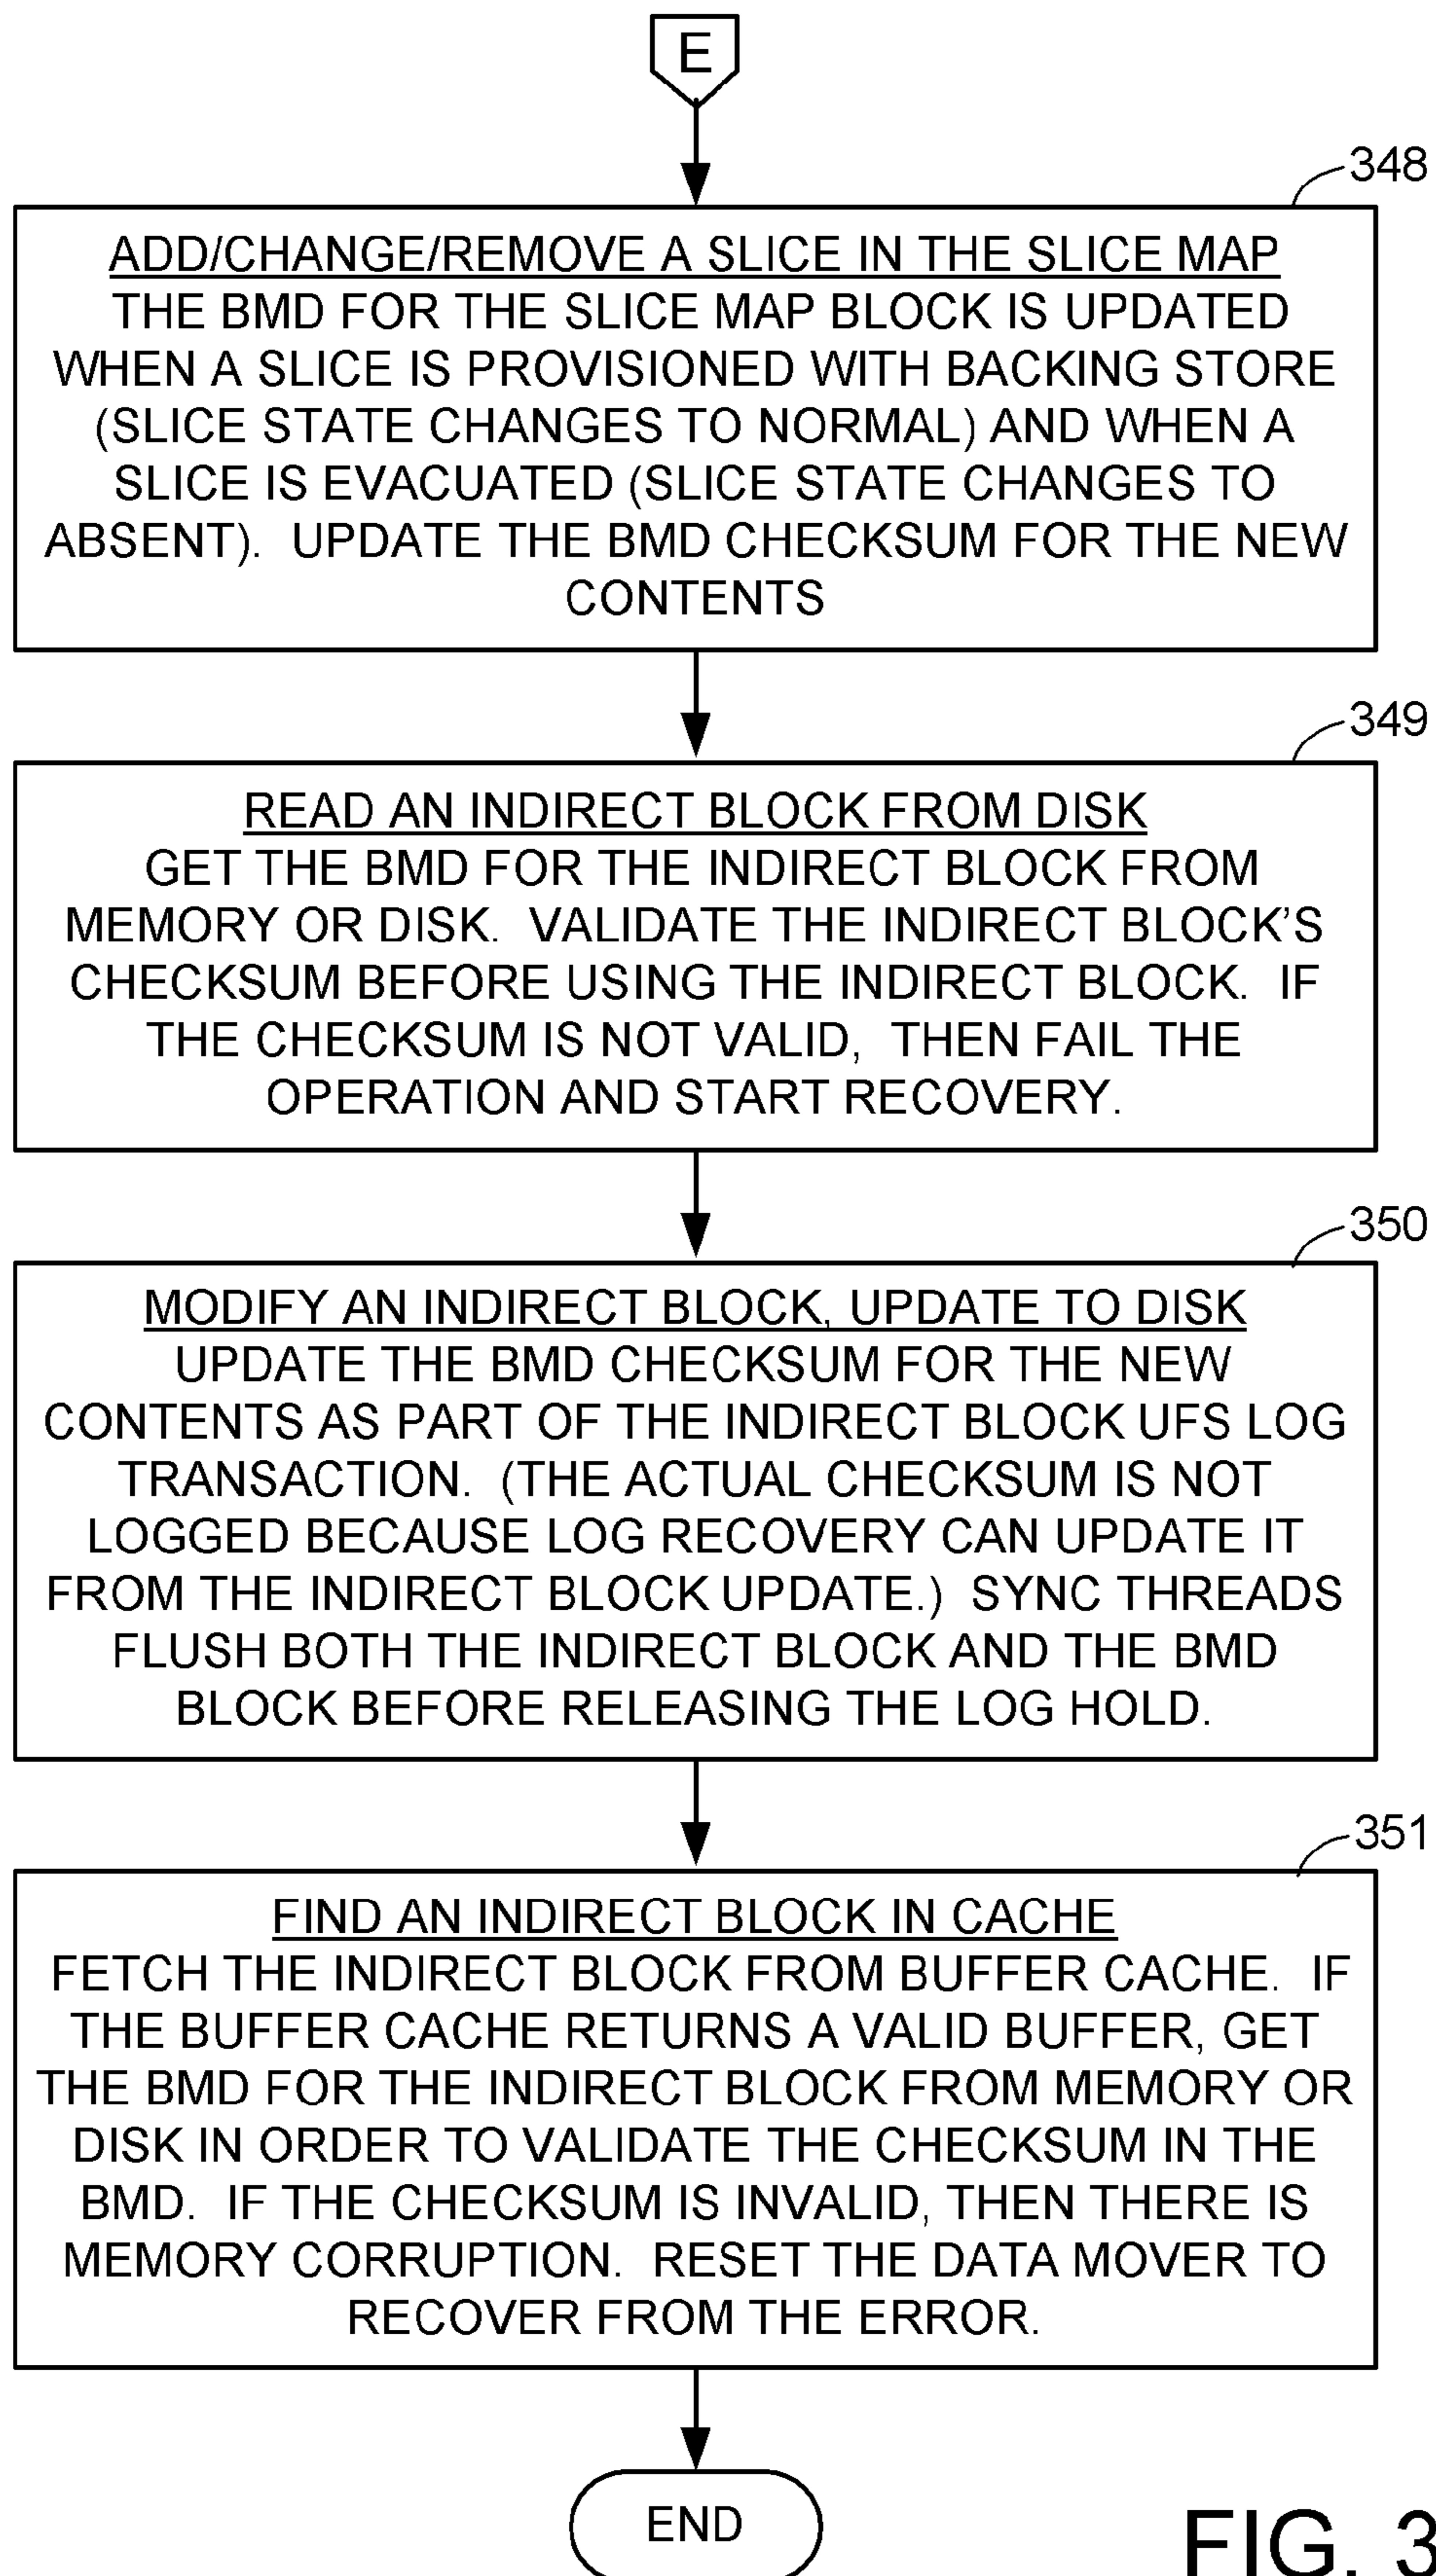 E
348
ADD/CHANGE/REMOVE A SLICE IN THE SLICE MAP
THE BMD FOR THE SLICE MAP BLOCK IS UPDATED
WHEN A SLICE IS PROVISIONED WITH BACKING STORE
(SLICE STATE CHANGES TO NORMAL) AND WHEN A
SLICE IS EVACUATED (SLICE STATE CHANGES TO
ABSENT).  UPDATE THE BMD CHECKSUM FOR THE NEW
CONTENTS
349
READ AN INDIRECT BLOCK FROM DISK
GET THE BMD FOR THE INDIRECT BLOCK FROM
MEMORY OR DISK.  VALIDATE THE INDIRECT BLOCK’S
CHECKSUM BEFORE USING THE INDIRECT BLOCK.  IF
THE CHECKSUM IS NOT VALID,  THEN FAIL THE
OPERATION AND START RECOVERY.
350
MODIFY AN INDIRECT BLOCK, UPDATE TO DISK
UPDATE THE BMD CHECKSUM FOR THE NEW
CONTENTS AS PART OF THE INDIRECT BLOCK UFS LOG
TRANSACTION.  (THE ACTUAL CHECKSUM IS NOT
LOGGED BECAUSE LOG RECOVERY CAN UPDATE IT
FROM THE INDIRECT BLOCK UPDATE.)  SYNC THREADS
FLUSH BOTH THE INDIRECT BLOCK AND THE BMD
BLOCK BEFORE RELEASING THE LOG HOLD.
351
FIND AN INDIRECT BLOCK IN CACHE
FETCH THE INDIRECT BLOCK FROM BUFFER CACHE.  IF
THE BUFFER CACHE RETURNS A VALID BUFFER, GET
THE BMD FOR THE INDIRECT BLOCK FROM MEMORY OR
DISK IN ORDER TO VALIDATE THE CHECKSUM IN THE
BMD.  IF THE CHECKSUM IS INVALID, THEN THERE IS
MEMORY CORRUPTION.  RESET THE DATA MOVER TO
RECOVER FROM THE ERROR.
END
FIG. 3